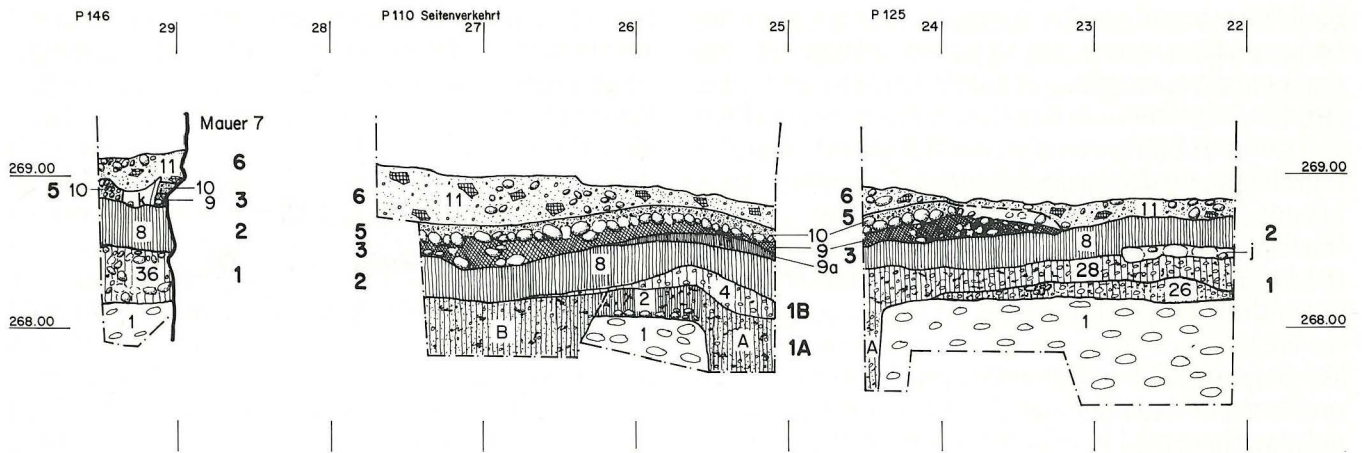 P 146
P 110 Seitenverkehrt
P 125
29 28 27 26 25 24 23 22
Mauer 7
269.00
269.00
11 6
5 10 k 10 3
9
8 2
36 1
268.00
1
6 11
5
3
2
8
10
9
9a
2 4
1B
B 1 A 1A
6
5
3
11
8 2
j
28 1
26
268.00
1
A